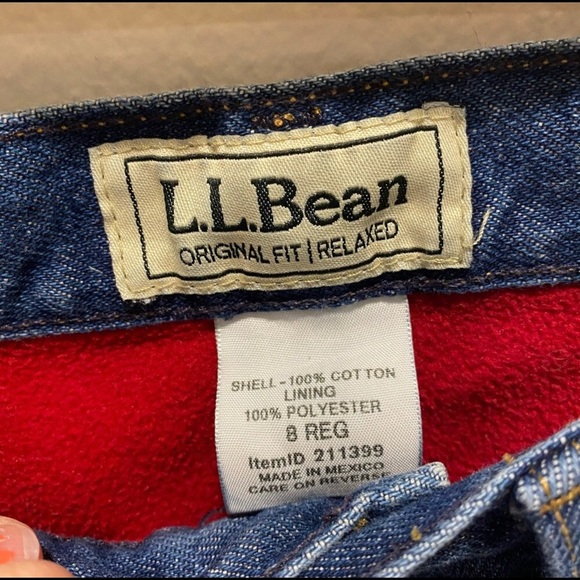 L.L.Bean
ORIGINAL FIT | RELAXED
SHELL-100% COTTON
LINING
100% POLYESTER
8 REG
ItemID 211399
MADE IN MEXICO
CARE ON REVERSE